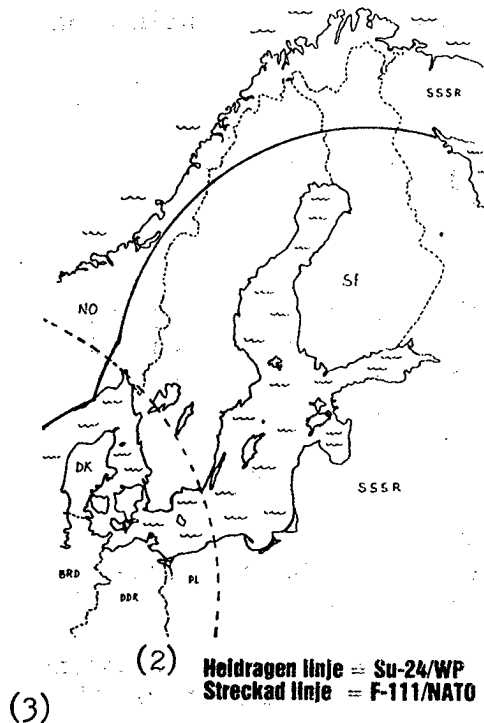 SSSR
NO
SF
DK
SSSR
BRD
DDR
PL
(2)
Heldragen linje = Su-24/WP
Streckad linje = F-111/NATO
(3)